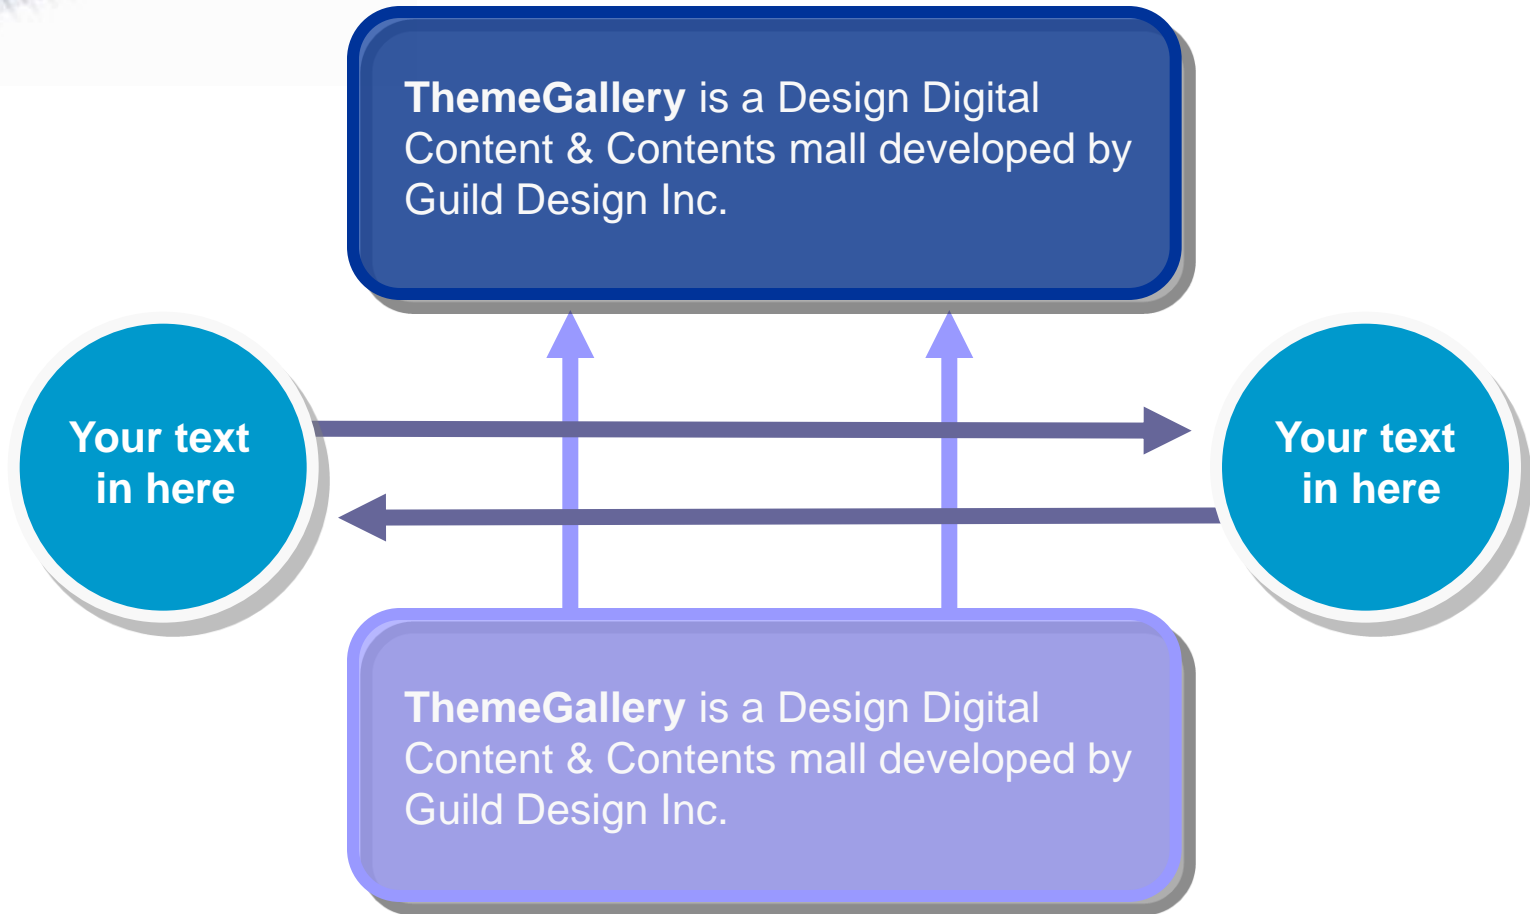 ThemeGallery is a Design Digital
Content & Contents mall developed by
Guild Design Inc.
Your text
in here
Your text
in here
ThemeGallery is a Design Digital
Content & Contents mall developed by
Guild Design Inc.